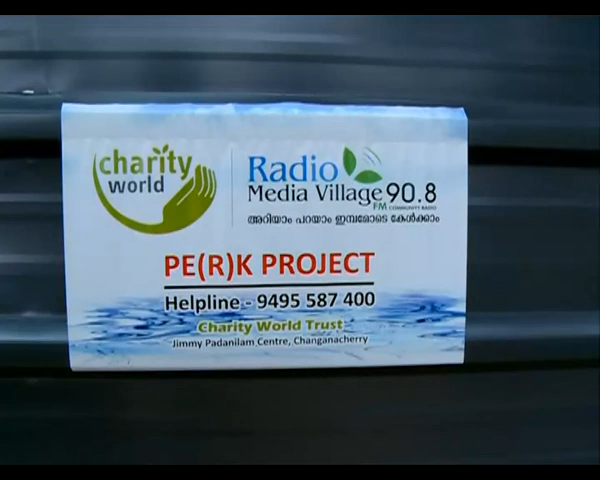 charity
world
Radio
Media Village 90.8
FM COMMUNITY RADIO
അറിയാം പറയാം ഇമ്പമോടെ കേൾക്കാം
PE(R)K PROJECT
Helpline - 9495 587 400
Charity World Trust
Jimmy Padanilam Centre, Changanacherry